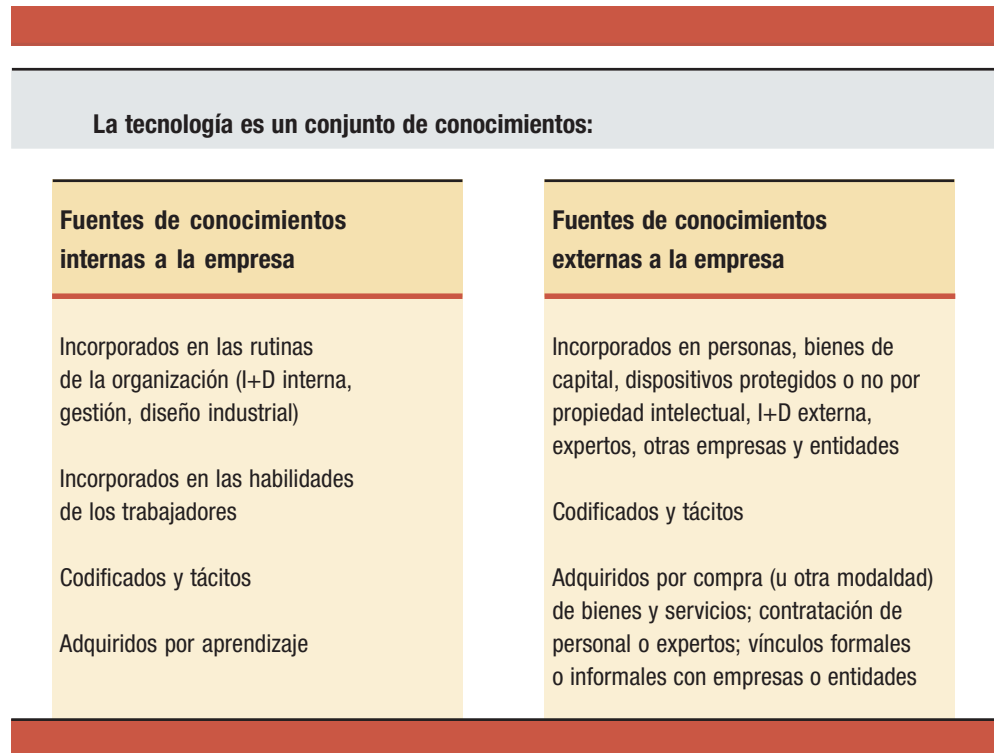 La tecnología es un conjunto de conocimientos:
Fuentes de conocimientos
internas a la empresa
Incorporados en las rutinas
de la organización (I+D interna,
gestión, diseño industrial)
Incorporados en las habilidades
de los trabajadores
Codificados y tácitos
Adquiridos por aprendizaje
Fuentes de conocimientos
externas a la empresa
Incorporados en personas, bienes de
capital, dispositivos protegidos o no por
propiedad intelectual, I+D externa,
expertos, otras empresas y entidades
Codificados y tácitos
Adquiridos por compra (u otra modaldad)
de bienes y servicios; contratación de
personal o expertos; vínculos formales
o informales con empresas o entidades